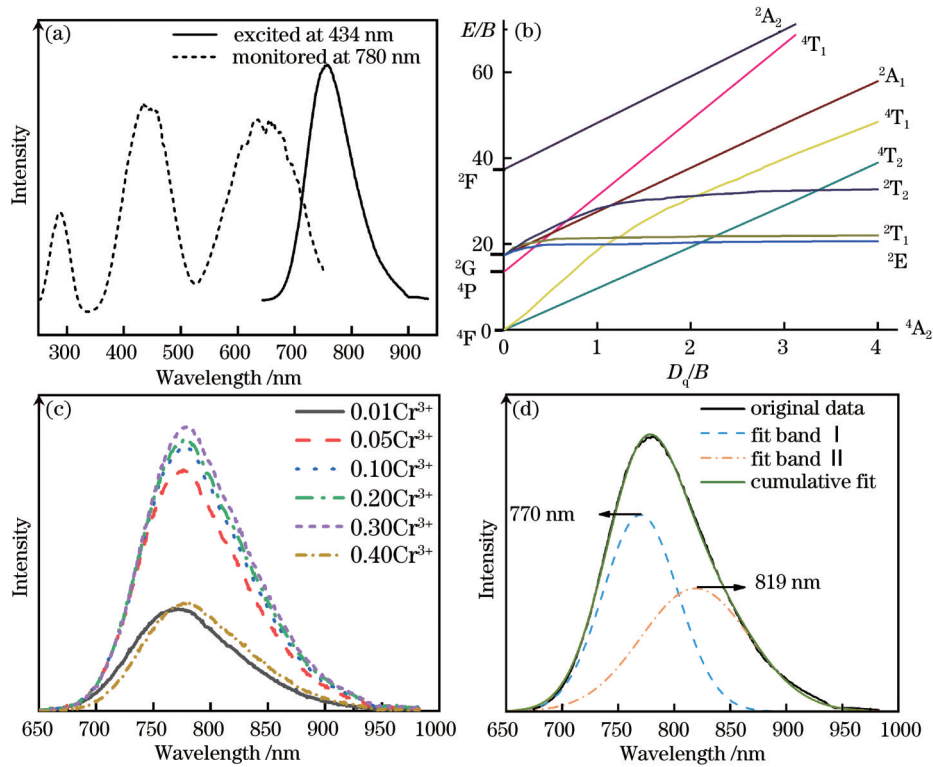 (a)
excited at 434 nm
monitored at 780 nm
Intensity
300 400 500 600 700 800 900
Wavelength /nm
(b)
E/B
60
40
20
0
²F
²G
⁴P
⁴F
²A₂
⁴T₁
²A₁
⁴T₁
⁴T₂
²T₂
²T₁
²E
⁴A₂
0 1 2 3 4
D_q/B
(c)
0.01Cr³⁺
0.05Cr³⁺
0.10Cr³⁺
0.20Cr³⁺
0.30Cr³⁺
0.40Cr³⁺
Intensity
650 700 750 800 850 900 950 1000
Wavelength /nm
(d)
original data
fit band Ⅰ
fit band Ⅱ
cumulative fit
770 nm
819 nm
Intensity
650 700 750 800 850 900 950 1000
Wavelength /nm